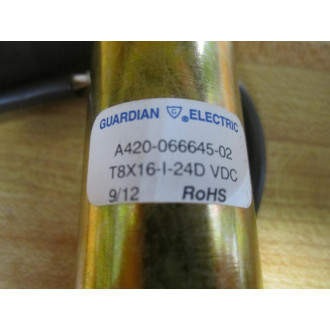 GUARDIAN G ® ELECTRIC
A420-066645-02
T8X16-I-24D VDC
9/12 RoHS